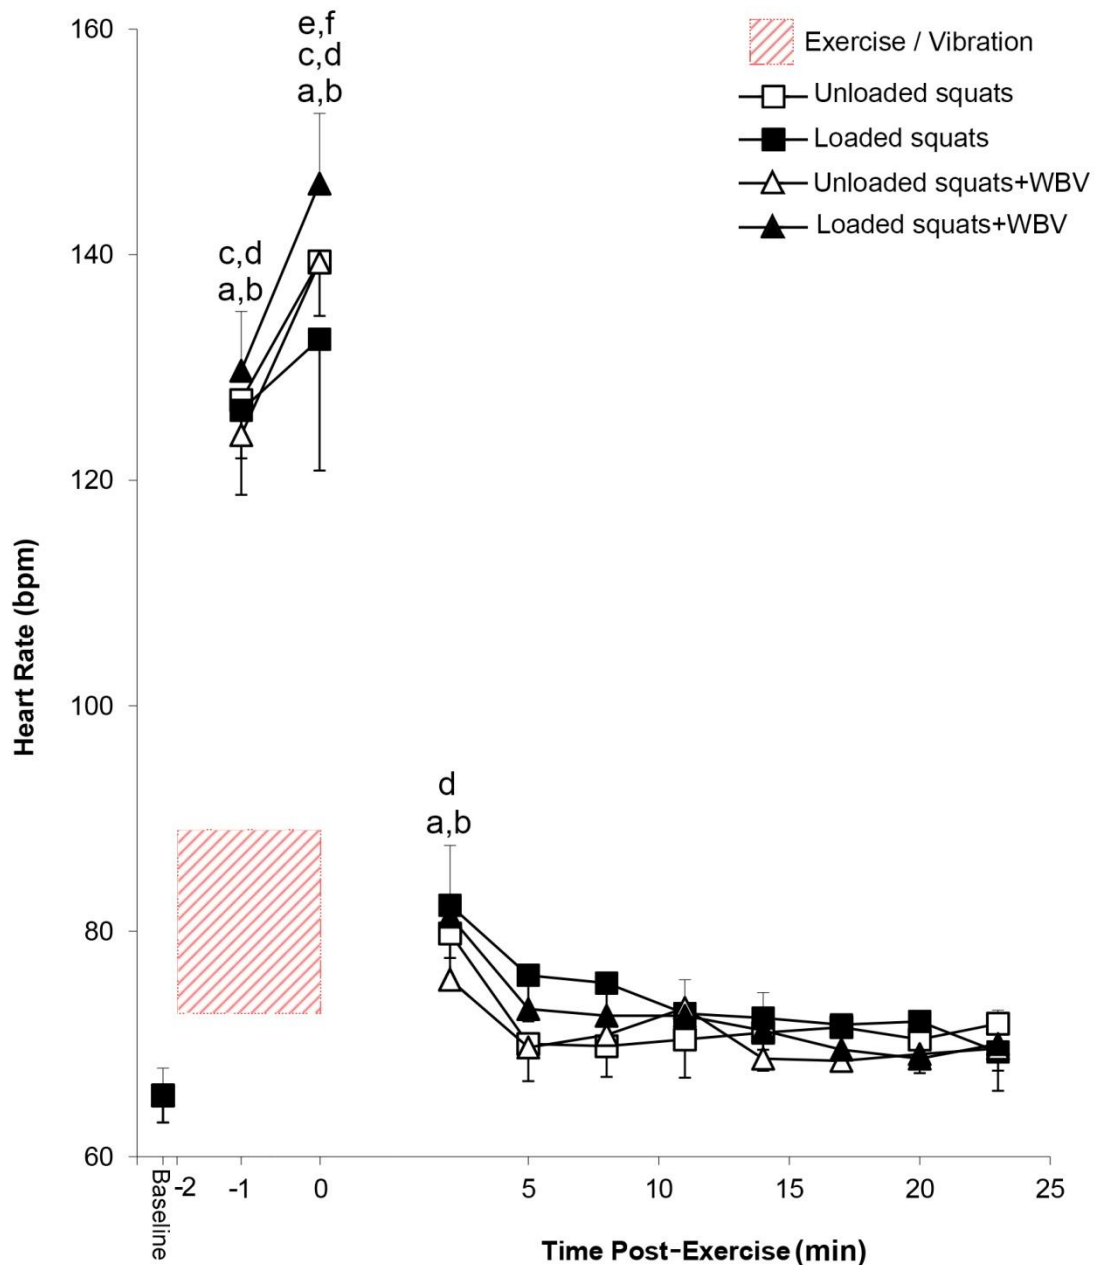 160
140
120
100
80
60
Heart Rate (bpm)
e,f
c,d
a,b
c,d
a,b
d
a,b
Exercise / Vibration
Unloaded squats
Loaded squats
Unloaded squats+WBV
Loaded squats+WBV
Baseline
-2
-1
0
5
10
15
20
25
Time Post-Exercise (min)